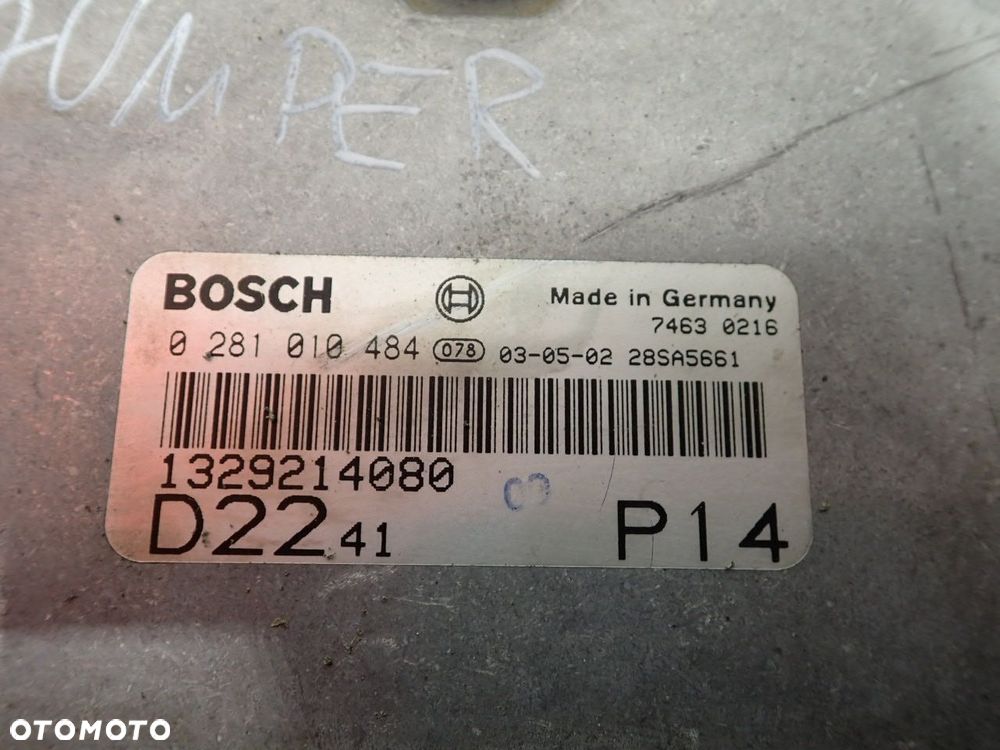 JUMPER
BOSCH
Made in Germany
7463 0216
0 281 010 484 078 03-05-02 28SA5661
1329214080
D22 41 P14
OTOMOTO